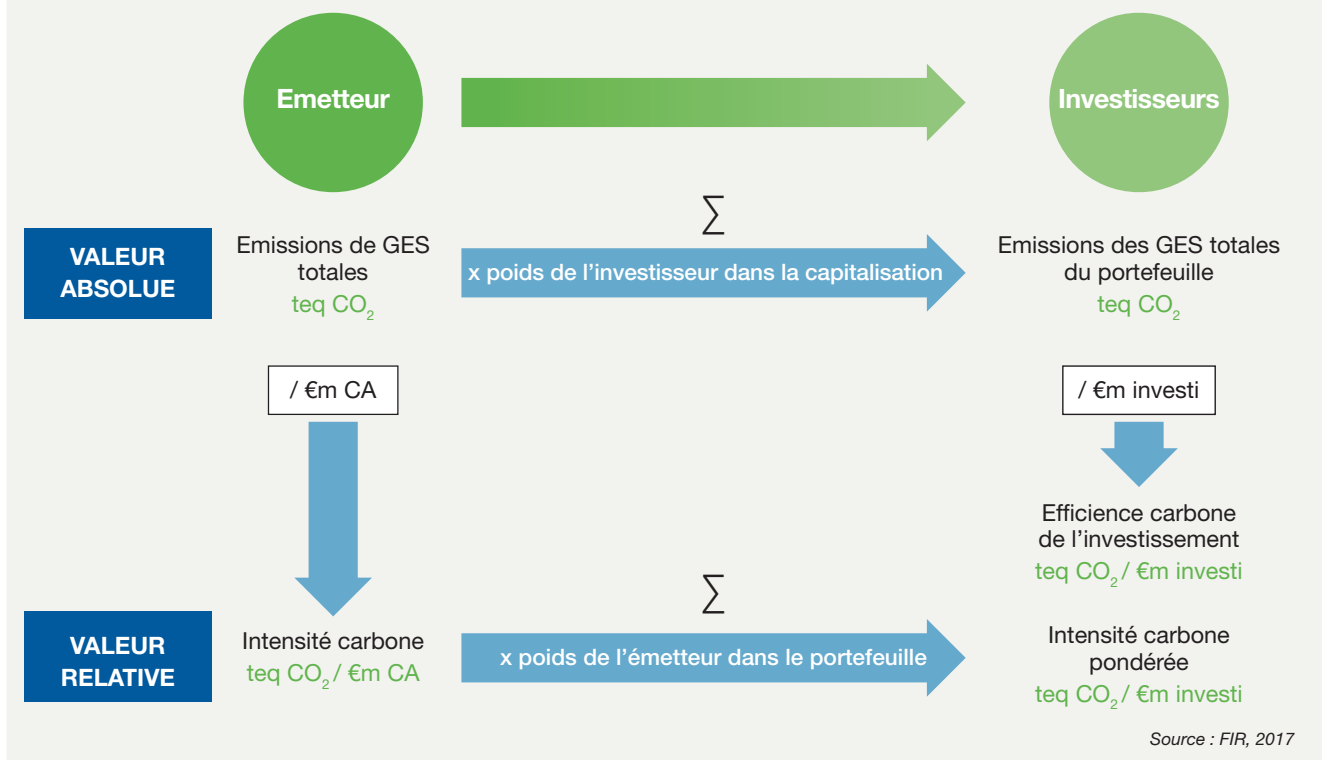 Emetteur
Investisseurs
∑
VALEUR
ABSOLUE
Emissions de GES
totales
teq CO₂
x poids de l’investisseur dans la capitalisation
Emissions des GES totales
du portefeuille
teq CO₂
/ €m CA
/ €m investi
Efficience carbone
de l’investissement
teq CO₂ / €m investi
∑
VALEUR
RELATIVE
Intensité carbone
teq CO₂ / €m CA
x poids de l’émetteur dans le portefeuille
Intensité carbone
pondérée
teq CO₂ / €m investi
Source : FIR, 2017